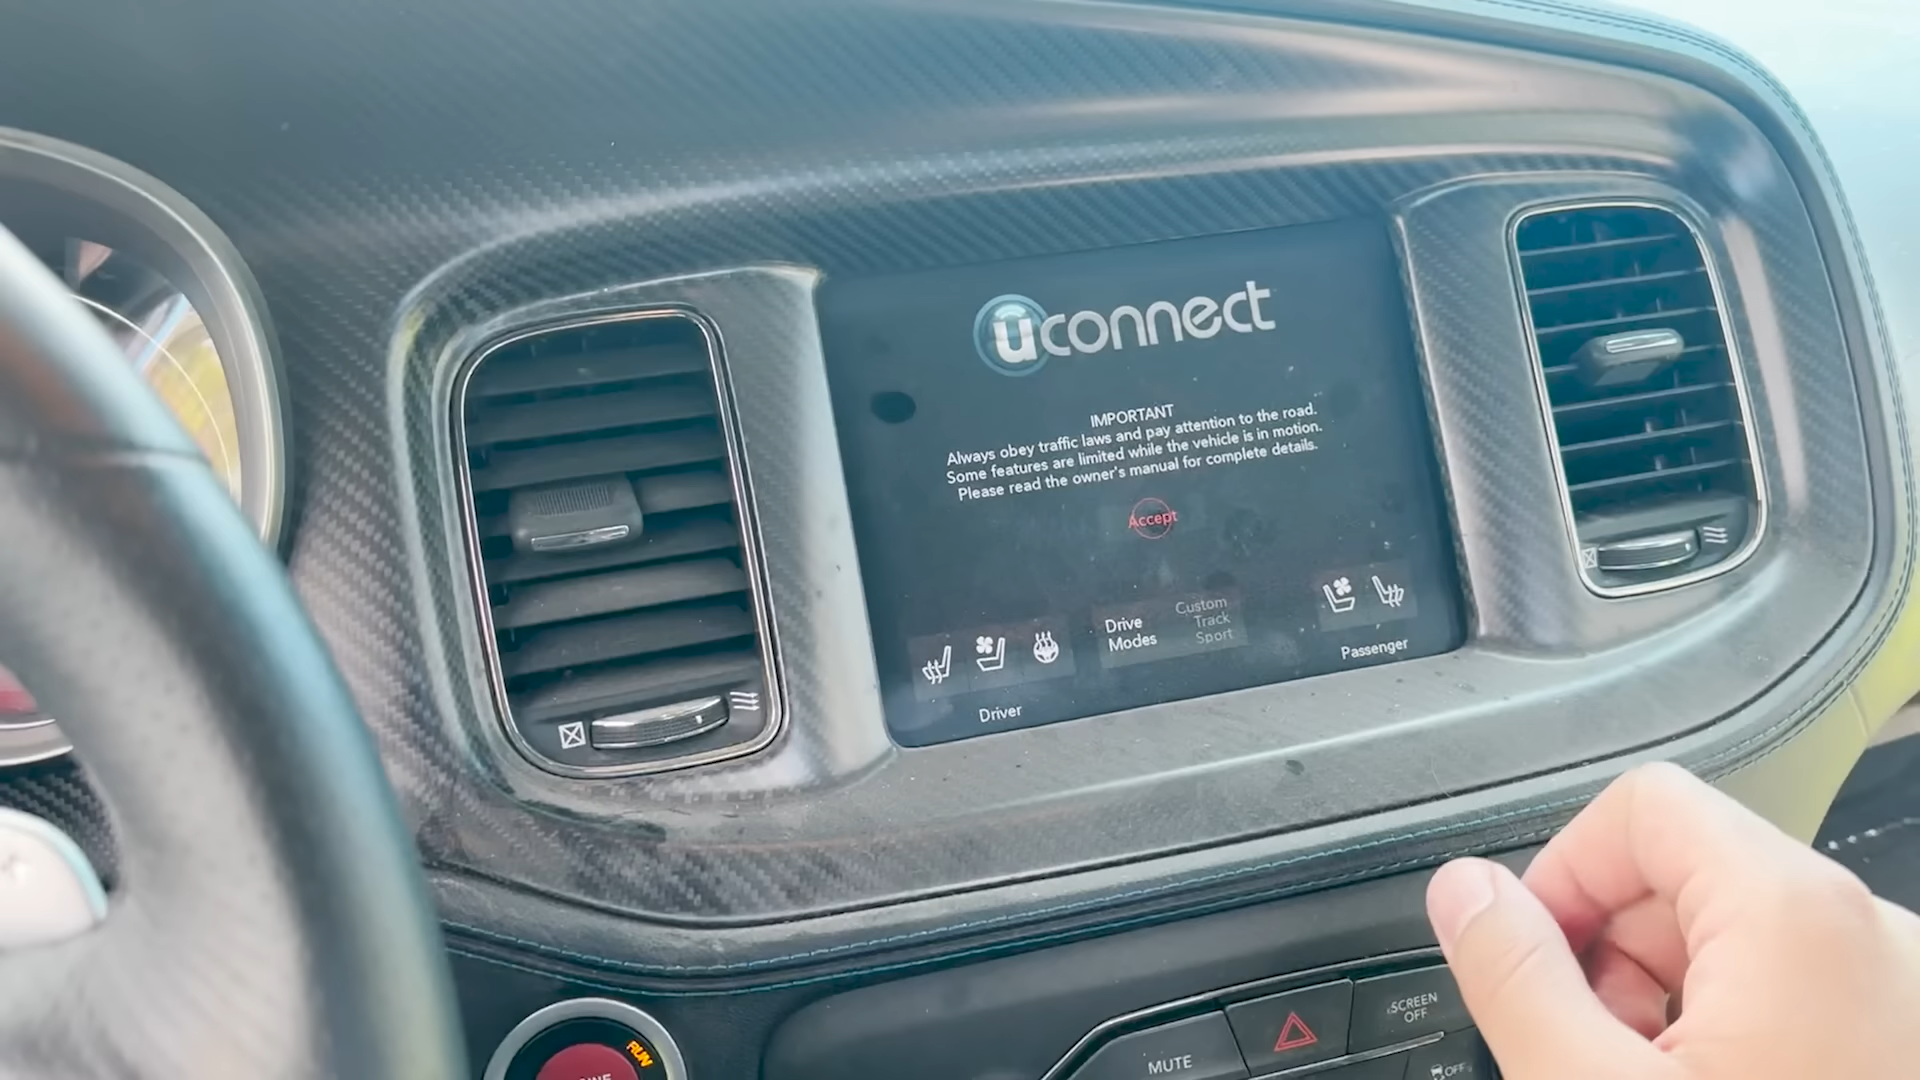 uconnect
IMPORTANT
Always obey traffic laws and pay attention to the road.
Some features are limited while the vehicle is in motion.
Please read the owner's manual for complete details.
Accept
Drive
Modes
Custom
Track
Sport
Driver
Passenger
RUN
MUTE
SCREEN
OFF
OFF